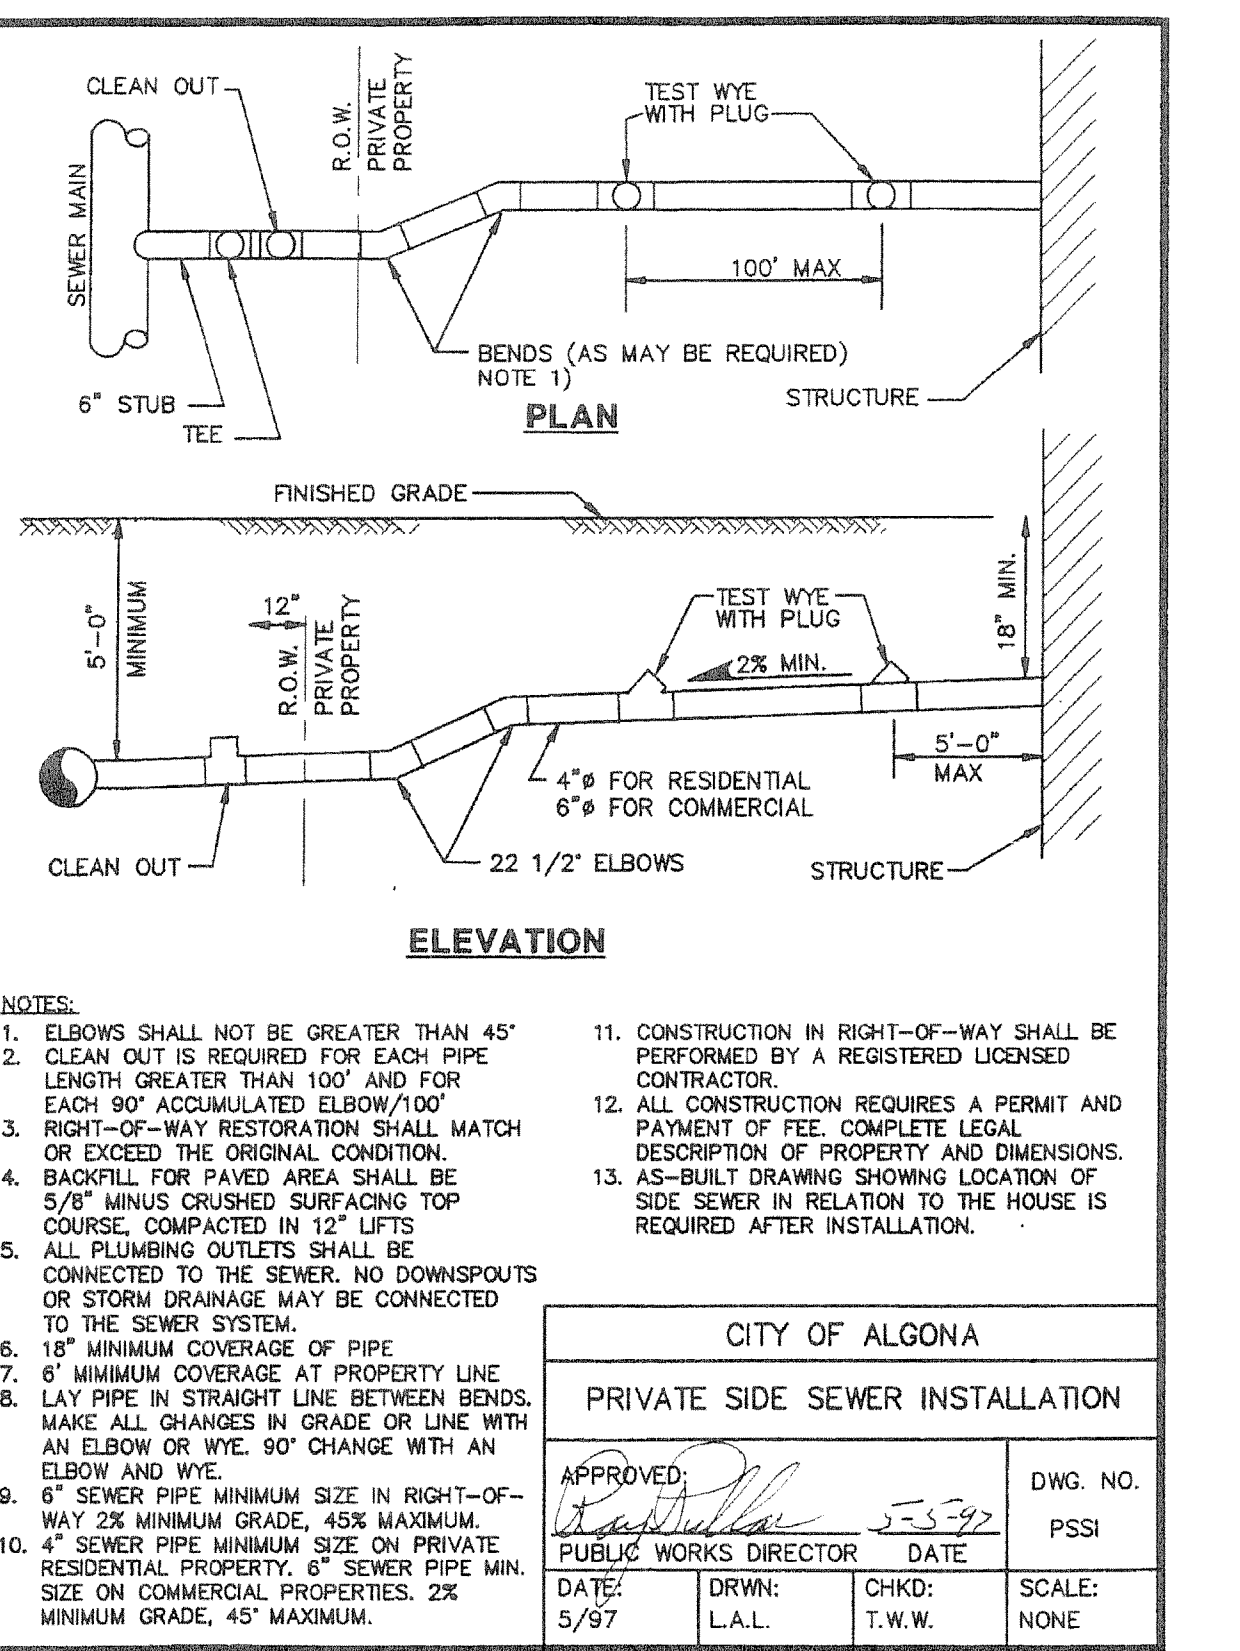 CLEAN OUT
R.O.W.
PRIVATE
PROPERTY
TEST WYE
WITH PLUG
SEWER MAIN
100' MAX
BENDS (AS MAY BE REQUIRED)
NOTE 1)
6" STUB
TEE
STRUCTURE
PLAN
FINISHED GRADE
5'-0"
MINIMUM
12"
R.O.W.
PRIVATE
PROPERTY
TEST WYE
WITH PLUG
2% MIN.
18" MIN.
5'-0"
MAX
4"ø FOR RESIDENTIAL
6"ø FOR COMMERCIAL
CLEAN OUT
22 1/2° ELBOWS
STRUCTURE
ELEVATION
NOTES:
1. ELBOWS SHALL NOT BE GREATER THAN 45°
2. CLEAN OUT IS REQUIRED FOR EACH PIPE
LENGTH GREATER THAN 100' AND FOR
EACH 90° ACCUMULATED ELBOW/100'
3. RIGHT-OF-WAY RESTORATION SHALL MATCH
OR EXCEED THE ORIGINAL CONDITION.
4. BACKFILL FOR PAVED AREA SHALL BE
5/8" MINUS CRUSHED SURFACING TOP
COURSE, COMPACTED IN 12" LIFTS
5. ALL PLUMBING OUTLETS SHALL BE
CONNECTED TO THE SEWER. NO DOWNSPOUTS
OR STORM DRAINAGE MAY BE CONNECTED
TO THE SEWER SYSTEM.
6. 18" MINIMUM COVERAGE OF PIPE
7. 6' MIMIMUM COVERAGE AT PROPERTY LINE
8. LAY PIPE IN STRAIGHT LINE BETWEEN BENDS.
MAKE ALL CHANGES IN GRADE OR LINE WITH
AN ELBOW OR WYE. 90° CHANGE WITH AN
ELBOW AND WYE.
9. 6" SEWER PIPE MINIMUM SIZE IN RIGHT-OF-
WAY 2% MINIMUM GRADE, 45% MAXIMUM.
10. 4" SEWER PIPE MINIMUM SIZE ON PRIVATE
RESIDENTIAL PROPERTY. 6" SEWER PIPE MIN.
SIZE ON COMMERCIAL PROPERTIES. 2%
MINIMUM GRADE, 45° MAXIMUM.
11. CONSTRUCTION IN RIGHT-OF-WAY SHALL BE
PERFORMED BY A REGISTERED LICENSED
CONTRACTOR.
12. ALL CONSTRUCTION REQUIRES A PERMIT AND
PAYMENT OF FEE. COMPLETE LEGAL
DESCRIPTION OF PROPERTY AND DIMENSIONS.
13. AS-BUILT DRAWING SHOWING LOCATION OF
SIDE SEWER IN RELATION TO THE HOUSE IS
REQUIRED AFTER INSTALLATION.
CITY OF ALGONA
PRIVATE SIDE SEWER INSTALLATION
APPROVED:
5-5-97
PUBLIC WORKS DIRECTOR DATE
DWG. NO.
PSSI
DATE:
5/97
DRWN:
L.A.L.
CHKD:
T.W.W.
SCALE:
NONE